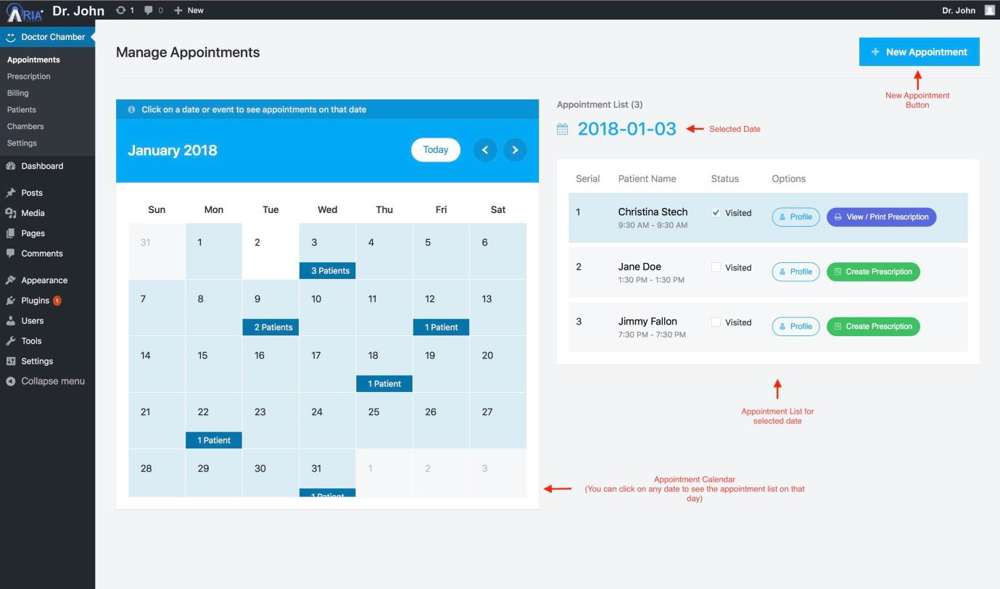 ARIA Dr. John 1 0 + New Dr. John
Doctor Chamber
Appointments
Prescription
Billing
Patients
Chambers
Settings
Dashboard
Posts
Media
Pages
Comments
Appearance
Plugins 1
Users
Tools
Settings
Collapse menu
Manage Appointments
+ New Appointment
New Appointment
Button
Click on a date or event to see appointments on that date
January 2018
Today < >
Sun Mon Tue Wed Thu Fri Sat
31 1 2 3 4 5 6
3 Patients
7 8 9 10 11 12 13
2 Patients 1 Patient
14 15 16 17 18 19 20
1 Patient
21 22 23 24 25 26 27
1 Patient
28 29 30 31 1 2 3
1 Patient
Appointment List (3)
2018-01-03
Selected Date
Serial Patient Name Status Options
1 Christina Stech Visited Profile View / Print Prescription
9:30 AM - 9:30 AM
2 Jane Doe Visited Profile Create Prescription
1:30 PM - 1:30 PM
3 Jimmy Fallon Visited Profile Create Prescription
7:30 PM - 7:30 PM
Appointment List for
selected date
Appointment Calendar
(You can click on any date to see the appointment list on that
day)